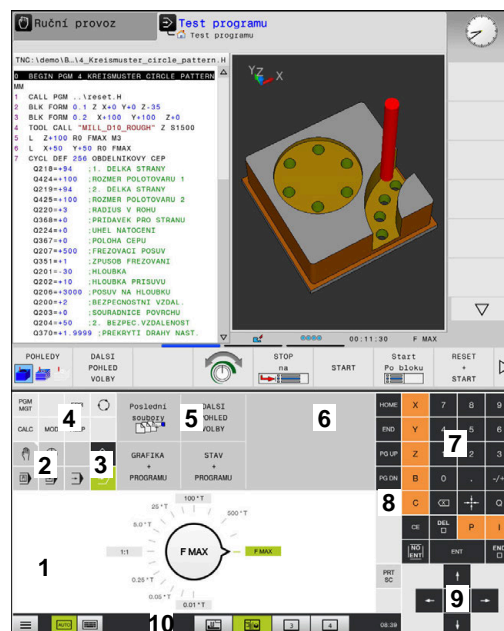 Ruční provoz
Test programu
Test programu
TNC:\demo\B…\4_Kreismuster_circle_pattern.H
0 BEGIN PGM 4_KREISMUSTER_CIRCLE_PATTERN
MM
1 CALL PGM ..\reset.H
2 BLK FORM 0.1 Z X+0 Y+0 Z-35
3 BLK FORM 0.2 X+100 Y+100 Z+0
4 TOOL CALL "MILL_D10_ROUGH" Z S1500
5 L Z+100 R0 FMAX M3
6 L X+50 Y+50 R0 FMAX
7 CYCL DEF 256 OBDELNIKOVY CEP
Q218=+94 ;1. DELKA STRANY
Q424=+100 ;ROZMER POLOTOVARU 1
Q219=+94 ;2. DELKA STRANY
Q425=+100 ;ROZMER POLOTOVARU 2
Q220=+3 ;RADIUS V ROHU
Q368=+0 ;PRIDAVEK PRO STRANU
Q224=+0 ;UHEL NATOCENI
Q367=+0 ;POLOHA CEPU
Q207=+500 ;FREZOVACI POSUV
Q351=+1 ;ZPUSOB FREZOVANI
Q201=-30 ;HLOUBKA
Q202=+10 ;HLOUBKA PRISUVU
Q206=+3000 ;POSUV NA HLOUBKU
Q200=+2 ;BEZPECNOSTNI VZDAL.
Q203=+0 ;SOURADNICE POVRCHU
Q204=+50 ;2. BEZPEC.VZDALENOST
Q370=+1.9999 ;PREKRYTI DRAHY NAST.
Y Z X
00:11:30 F MAX
POHLEDY
DALSI
POHLED
VOLBY
STOP
na
START
Start
Po bloku
RESET
+
START
PGM
MGT
4
CALC
MOD
2
3
Poslední
soubory
5
DALSI
POHLED
VOLBY
6
GRAFIKA
+
PROGRAMU
STAV
+
PROGRAMU
HOME X 7 8 9
END Y 4 5 6
7
PG UP Z 1 2 3
PG DN B 0 . -/+
8
C Q
CE DEL P I
NO
ENT
ENT
END
PRT
SC
9
1
100 °T
25 °T
500 °T
5.0 °T
1:1
F MAX
F MAX
0.25 °T
0.05 °T
0.01 °T
AUTO
10
3
4
08:39